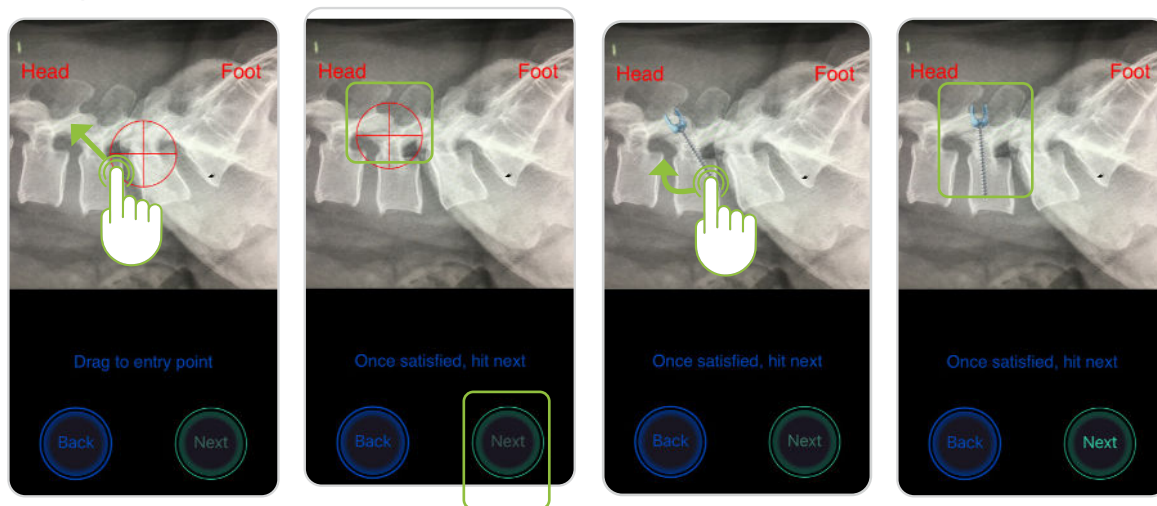 Head Foot
Drag to entry point
Back Next
Head Foot
Once satisfied, hit next
Back Next
Head Foot
Once satisfied, hit next
Back Next
Head Foot
Once satisfied, hit next
Back Next